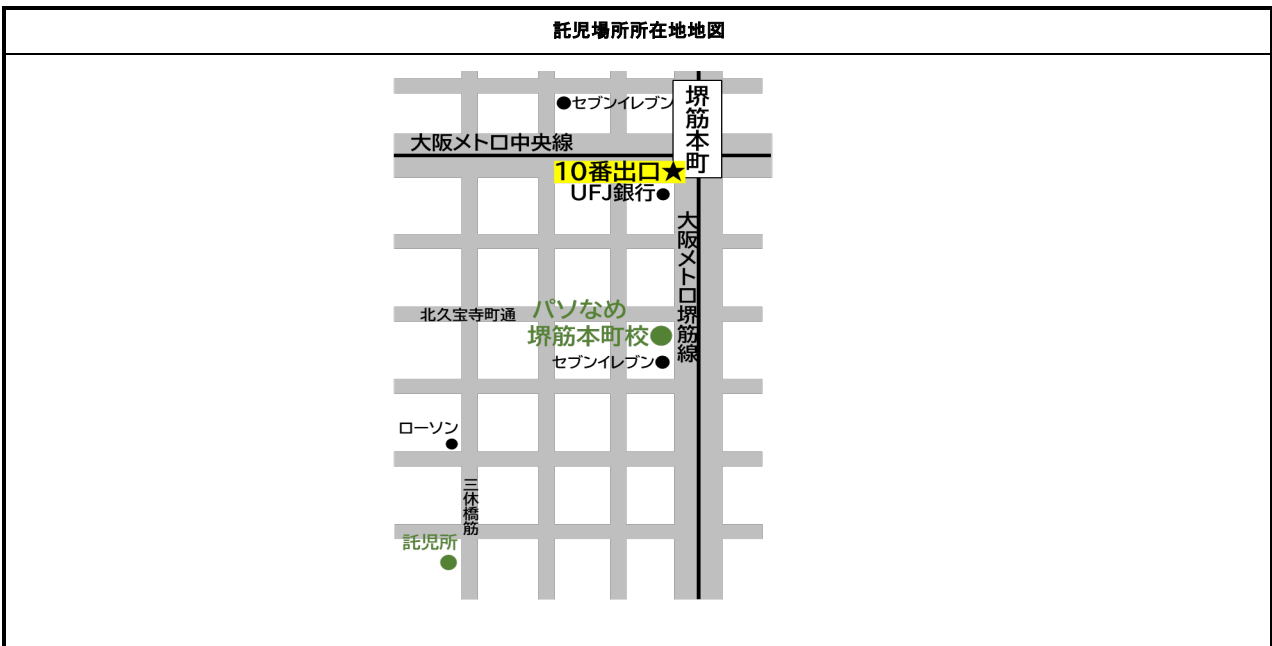 託児場所所在地地図
●セブンイレブン
堺筋本町
大阪メトロ中央線
10番出口★
UFJ銀行●
大阪メトロ堺筋線
北久宝寺町通
パソなめ
堺筋本町校●
セブンイレブン●
ローソン
●
三休橋筋
託児所
●